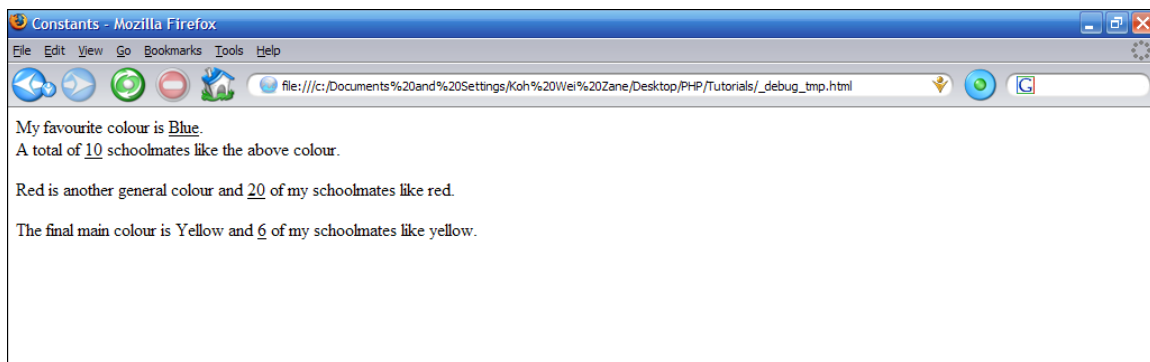 Constants - Mozilla Firefox
File Edit View Go Bookmarks Tools Help
file:///c:/Documents%20and%20Settings/Koh%20Wei%20Zane/Desktop/PHP/Tutorials/_debug_tmp.html
G
My favourite colour is Blue.
A total of 10 schoolmates like the above colour.
Red is another general colour and 20 of my schoolmates like red.
The final main colour is Yellow and 6 of my schoolmates like yellow.